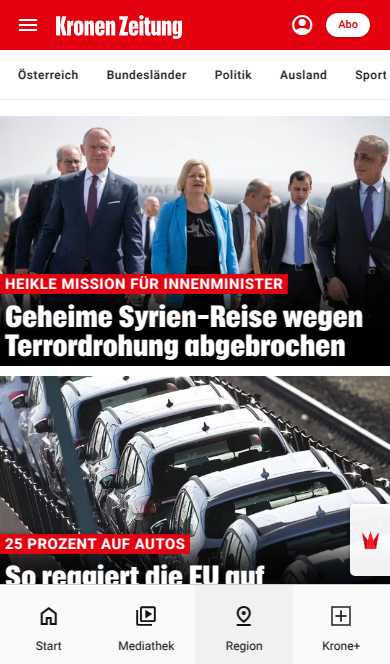 Kronen Zeitung
Abo
Österreich Bundesländer Politik Ausland Sport
HEIKLE MISSION FÜR INNENMINISTER
Geheime Syrien-Reise wegen
Terrordrohung abgebrochen
25 PROZENT AUF AUTOS
So reagiert die EU auf
Start Mediathek Region Krone+